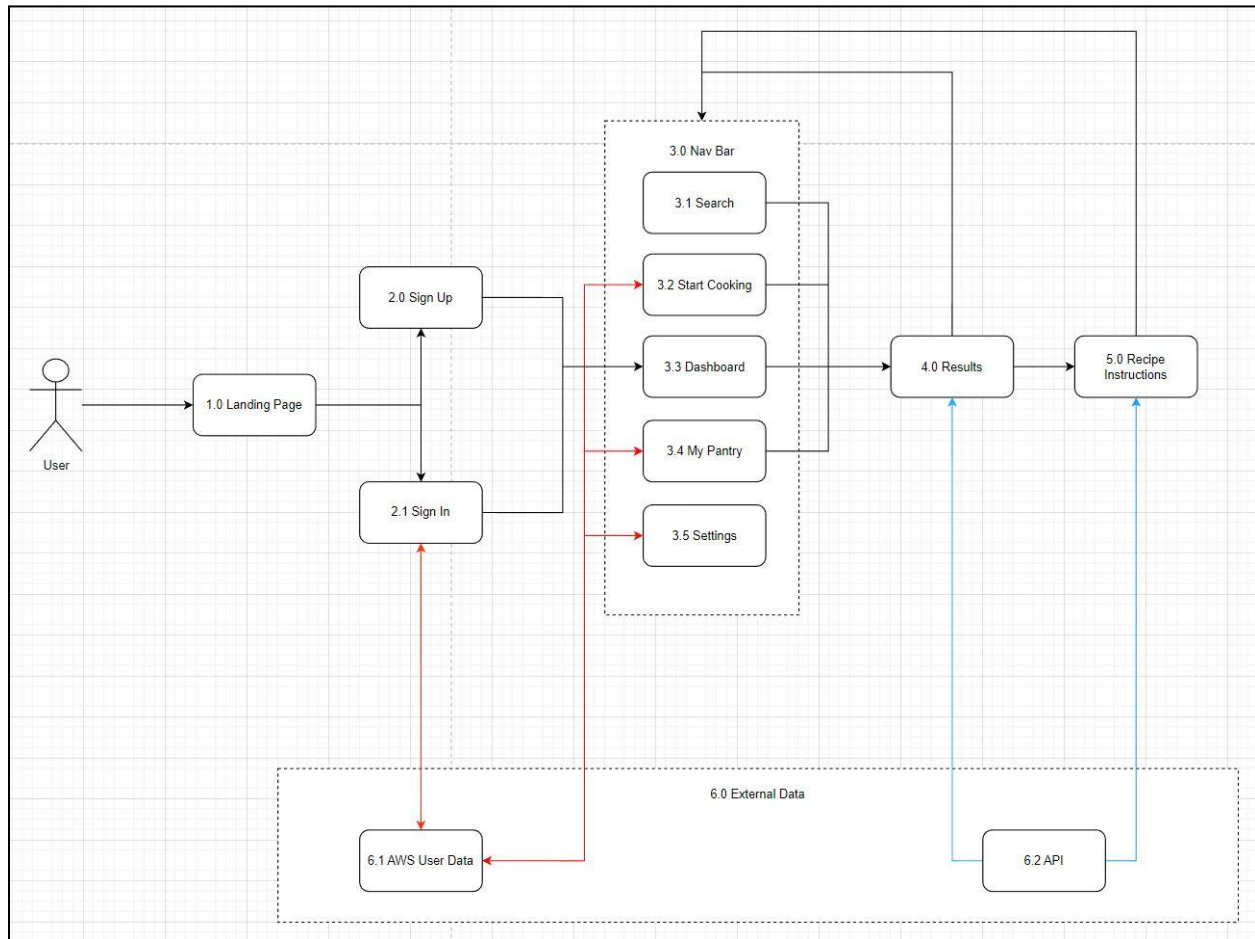 3.0 Nav Bar
3.1 Search
2.0 Sign Up
3.2 Start Cooking
3.3 Dashboard
4.0 Results
5.0 Recipe
Instructions
1.0 Landing Page
User
3.4 My Pantry
2.1 Sign In
3.5 Settings
6.0 External Data
6.1 AWS User Data
6.2 API